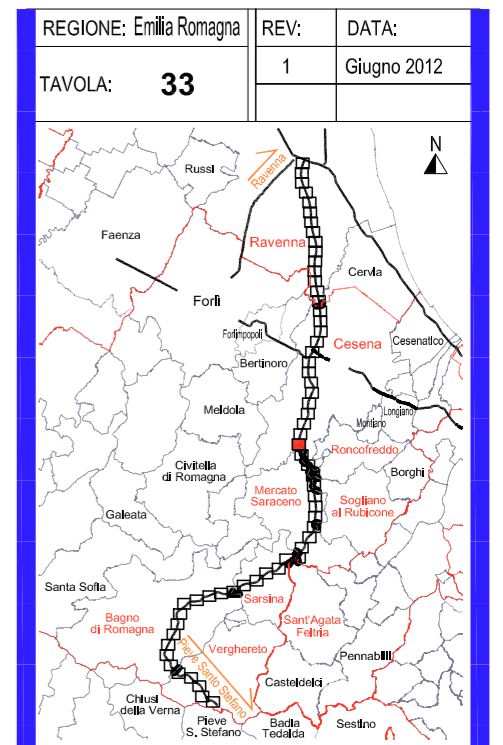 REGIONE: Emilia Romagna
REV:
DATA:
TAVOLA: 33
1
Giugno 2012
N
Russi
Ravenna
Faenza
Ravenna
Cervia
Forlì
Forlimpopoli
Cesena
Cesenatico
Bertinoro
Meldola
Longiano
Montiano
Roncofreddo
Civitella
di Romagna
Borghi
Mercato
Saraceno
Sogliano
al Rubicone
Galeata
Santa Sofia
Sarsina
Bagno
di Romagna
Sant'Agata
Feltria
Verghereto
Pieve Santo Stefano
Pennabilli
Casteldelci
Chiusi
della Verna
Pieve
S. Stefano
Badia
Tedalda
Sestino